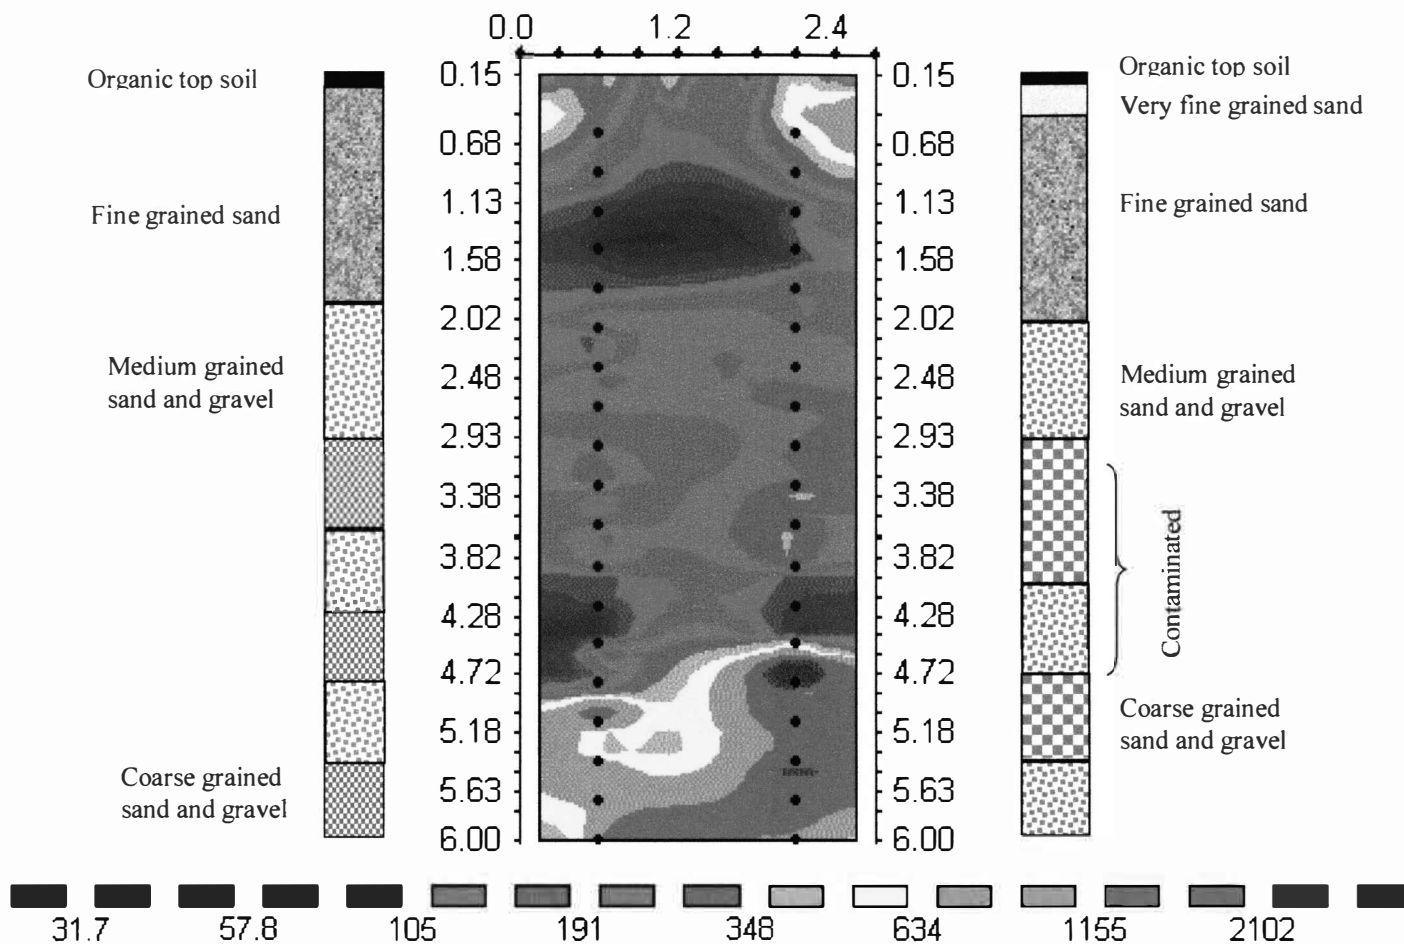 0.0 1.2 2.4
Organic top soil
Fine grained sand
Medium grained
sand and gravel
Coarse grained
sand and gravel
0.15
0.68
1.13
1.58
2.02
2.48
2.93
3.38
3.82
4.28
4.72
5.18
5.63
6.00
0.15
0.68
1.13
1.58
2.02
2.48
2.93
3.38
3.82
4.28
4.72
5.18
5.63
6.00
Organic top soil
Very fine grained sand
Fine grained sand
Medium grained
sand and gravel
Contaminated
Coarse grained
sand and gravel
31.7 57.8 105 191 348 634 1155 2102